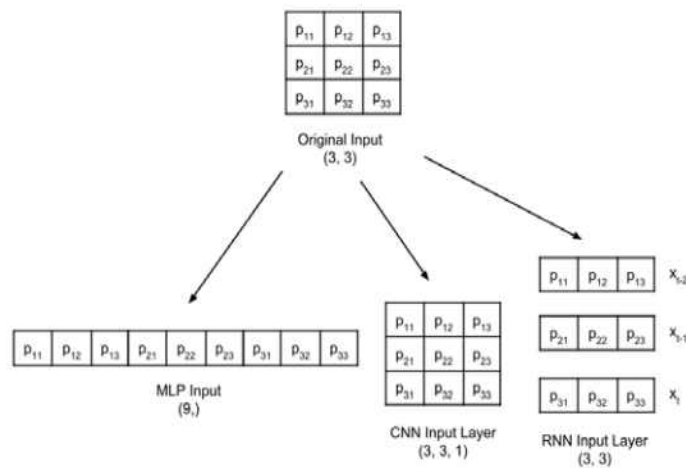 p₁₁ p₁₂ p₁₃
p₂₁ p₂₂ p₂₃
p₃₁ p₃₂ p₃₃
Original Input
(3, 3)
p₁₁ p₁₂ p₁₃ p₂₁ p₂₂ p₂₃ p₃₁ p₃₂ p₃₃
MLP Input
(9,)
p₁₁ p₁₂ p₁₃
p₂₁ p₂₂ p₂₃
p₃₁ p₃₂ p₃₃
CNN Input Layer
(3, 3, 1)
p₁₁ p₁₂ p₁₃ xₜ₋₂
p₂₁ p₂₂ p₂₃ xₜ₋₁
p₃₁ p₃₂ p₃₃ xₜ
RNN Input Layer
(3, 3)